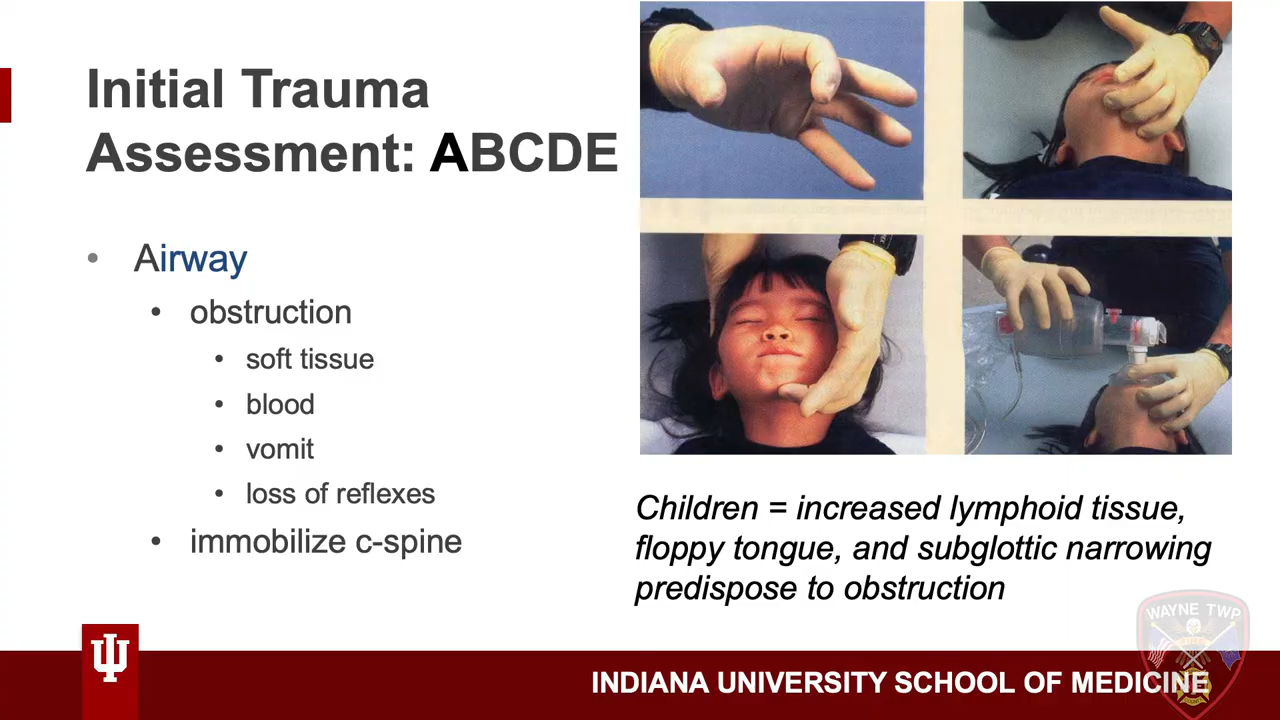 Initial Trauma
Assessment: ABCDE
• Airway
• obstruction
• soft tissue
• blood
• vomit
• loss of reflexes
• immobilize c-spine
Children = increased lymphoid tissue,
floppy tongue, and subglottic narrowing
predispose to obstruction
WAYNE TWP
INDIANA UNIVERSITY SCHOOL OF MEDICINE